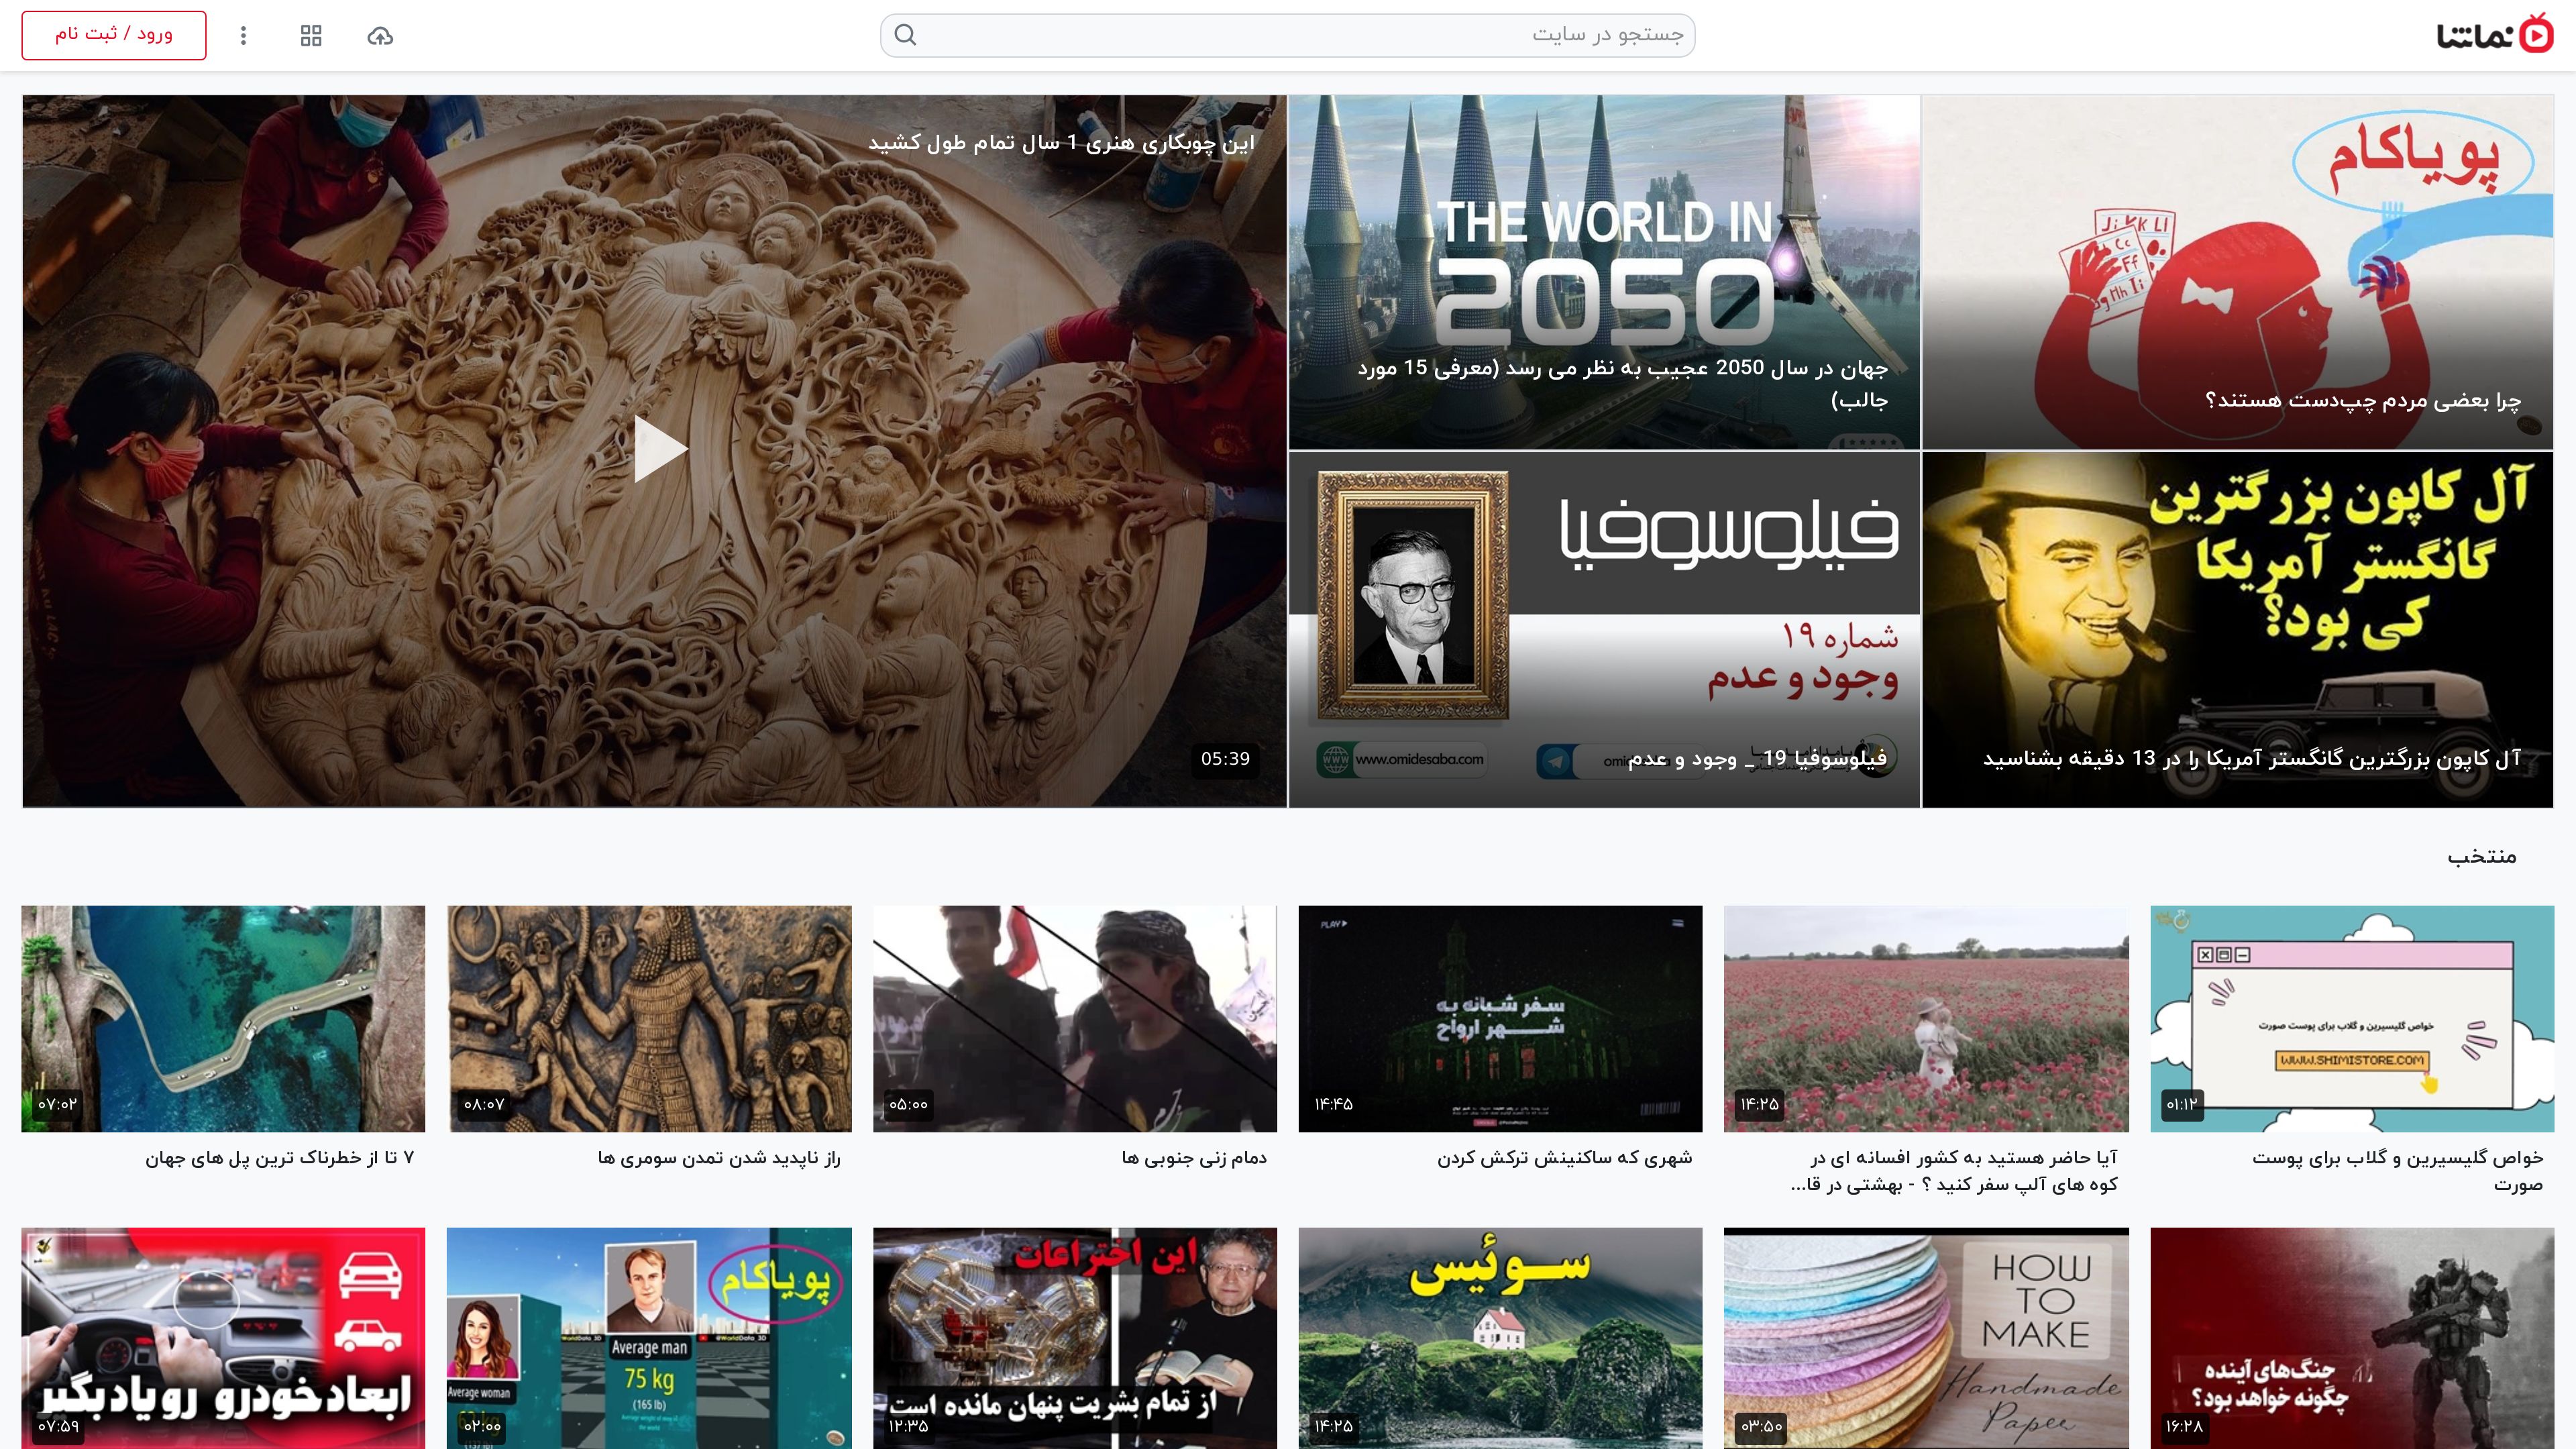 نماشا
جستجو در سایت
ورود / ثبت نام
پویاکام
چرا بعضی مردم چپ‌دست هستند؟
THE WORLD IN
2050
جهان در سال 2050 عجیب به نظر می رسد (معرفی 15 مورد
جالب)
این چوبکاری هنری 1 سال تمام طول کشید
05:39
آل کاپون بزرگترین
گانگستر آمریکا
کی بود؟
آل کاپون بزرگترین گانگستر آمریکا را در 13 دقیقه بشناسید
فیلوسوفیا
شماره ۱۹
وجود و عدم
www.omidesaba.com
فیلوسوفیا 19 _ وجود و عدم
منتخب
خواص گلیسیرین و گلاب برای پوست صورت
WWW.SHIMISTORE.COM
۰۱:۱۲
خواص گلیسیرین و گلاب برای پوست
صورت
۱۴:۲۵
آیا حاضر هستید به کشور افسانه ای در
کوه های آلپ سفر کنید ؟ - بهشتی در قا...
PLAY
سفر شبانه به
شهر ارواح
۱۴:۴۵
شهری که ساکنینش ترکش کردن
۰۵:۰۰
دمام زنی جنوبی ها
۰۸:۰۷
راز ناپدید شدن تمدن سومری ها
۰۷:۰۲
۷ تا از خطرناک ترین پل های جهان
جنگ‌های آینده
چگونه خواهد بود؟
۱۶:۲۸
HOW
TO
MAKE
Handmade
Paper
۰۳:۵۰
سوئیس
۱۴:۲۵
این اختراعات
از تمام بشریت پنهان مانده است
۱۲:۳۵
پویاکام
Average man
75 kg
(165 lb)
Average woman
۰۲:۰۰
ابعاد خودرو رو یاد بگیر
۰۷:۵۹